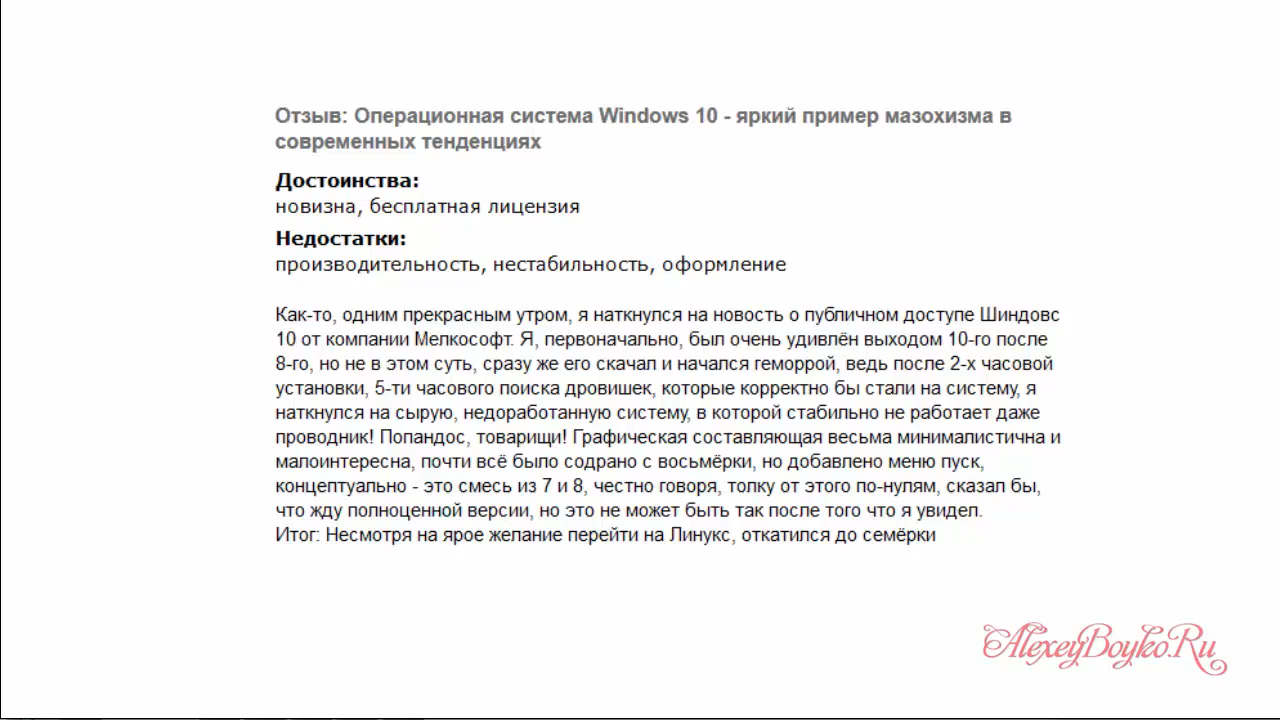 Отзыв: Операционная система Windows 10 - яркий пример мазохизма в
современных тенденциях
Достоинства:
новизна, бесплатная лицензия
Недостатки:
производительность, нестабильность, оформление
Как-то, одним прекрасным утром, я наткнулся на новость о публичном доступе Шиндовс
10 от компании Мелкософт. Я, первоначально, был очень удивлён выходом 10-го после
8-го, но не в этом суть, сразу же его скачал и начался геморрой, ведь после 2-х часовой
установки, 5-ти часового поиска дровишек, которые корректно бы стали на систему, я
наткнулся на сырую, недоработанную систему, в которой стабильно не работает даже
проводник! Попандос, товарищи! Графическая составляющая весьма минималистична и
малоинтересна, почти всё было содрано с восьмёрки, но добавлено меню пуск,
концептуально - это смесь из 7 и 8, честно говоря, толку от этого по-нулям, сказал бы,
что жду полноценной версии, но это не может быть так после того что я увидел.
Итог: Несмотря на ярое желание перейти на Линукс, откатился до семёрки
AlexeyBoyko.Ru